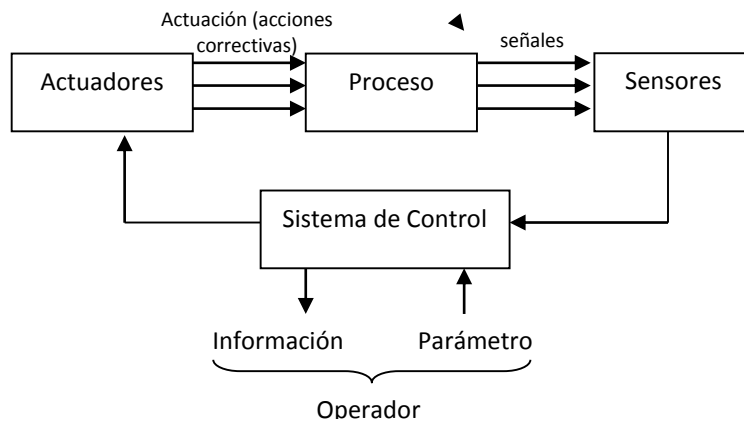 Actuación (acciones
correctivas)
señales
Actuadores
Proceso
Sensores
Sistema de Control
Información
Parámetro
Operador